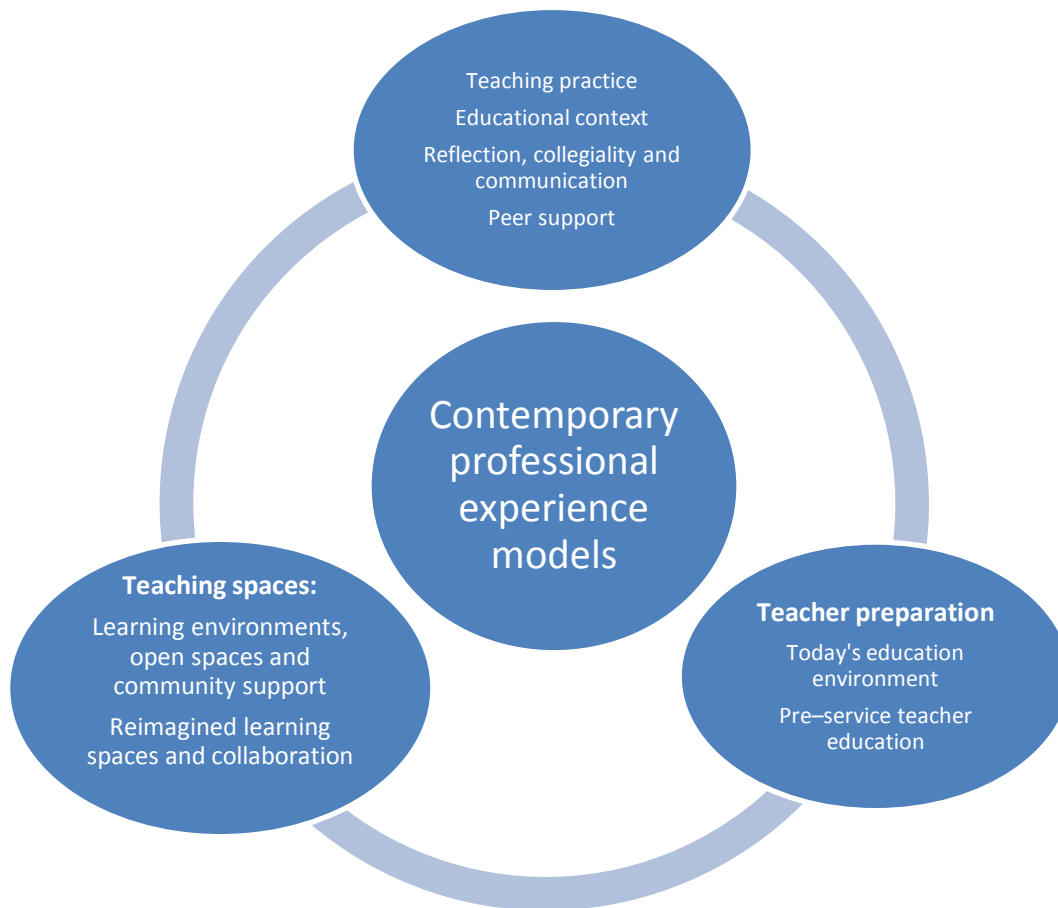 Teaching practice
Educational context
Reflection, collegiality and
communication
Peer support
Contemporary
professional
experience
models
Teaching spaces:
Learning environments,
open spaces and
community support
Reimagined learning
spaces and collaboration
Teacher preparation
Today's education
environment
Pre–service teacher
education